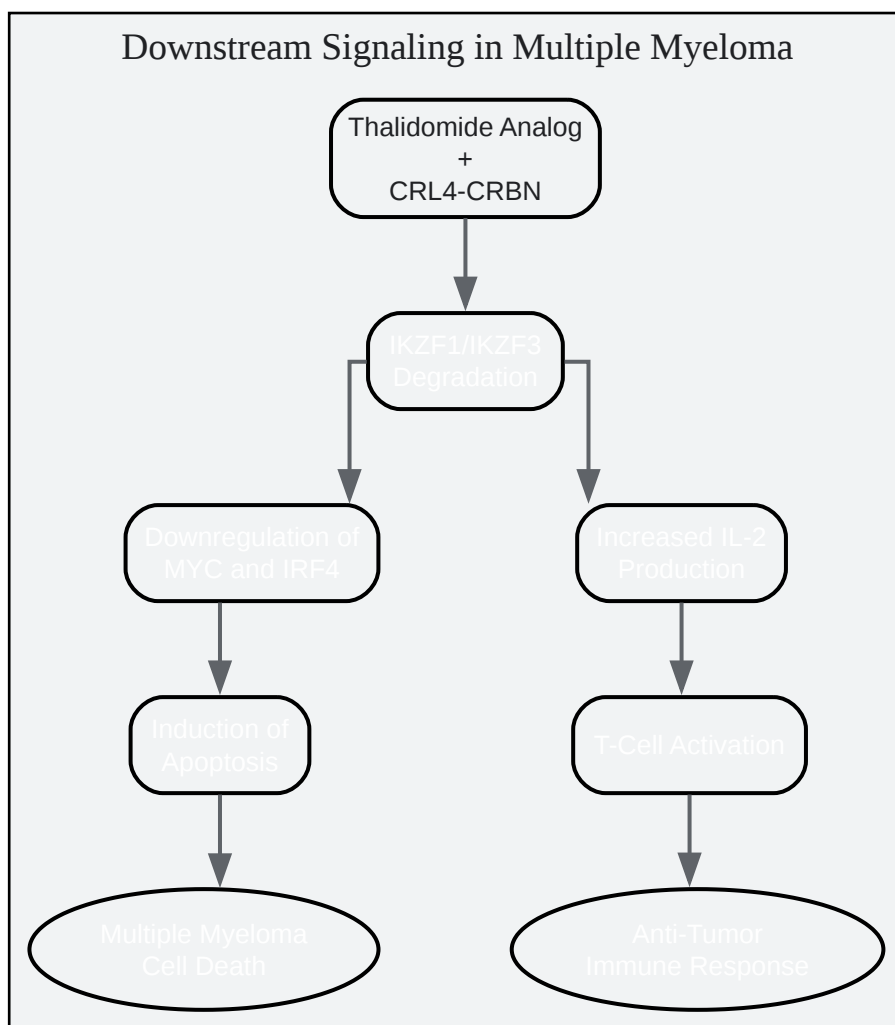 Downstream Signaling in Multiple Myeloma
Thalidomide Analog
+
CRL4-CRBN
IKZF1/IKZF3
Degradation
Downregulation of
MYC and IRF4
Increased IL-2
Production
Induction of
Apoptosis
T-Cell Activation
Multiple Myeloma
Cell Death
Anti-Tumor
Immune Response